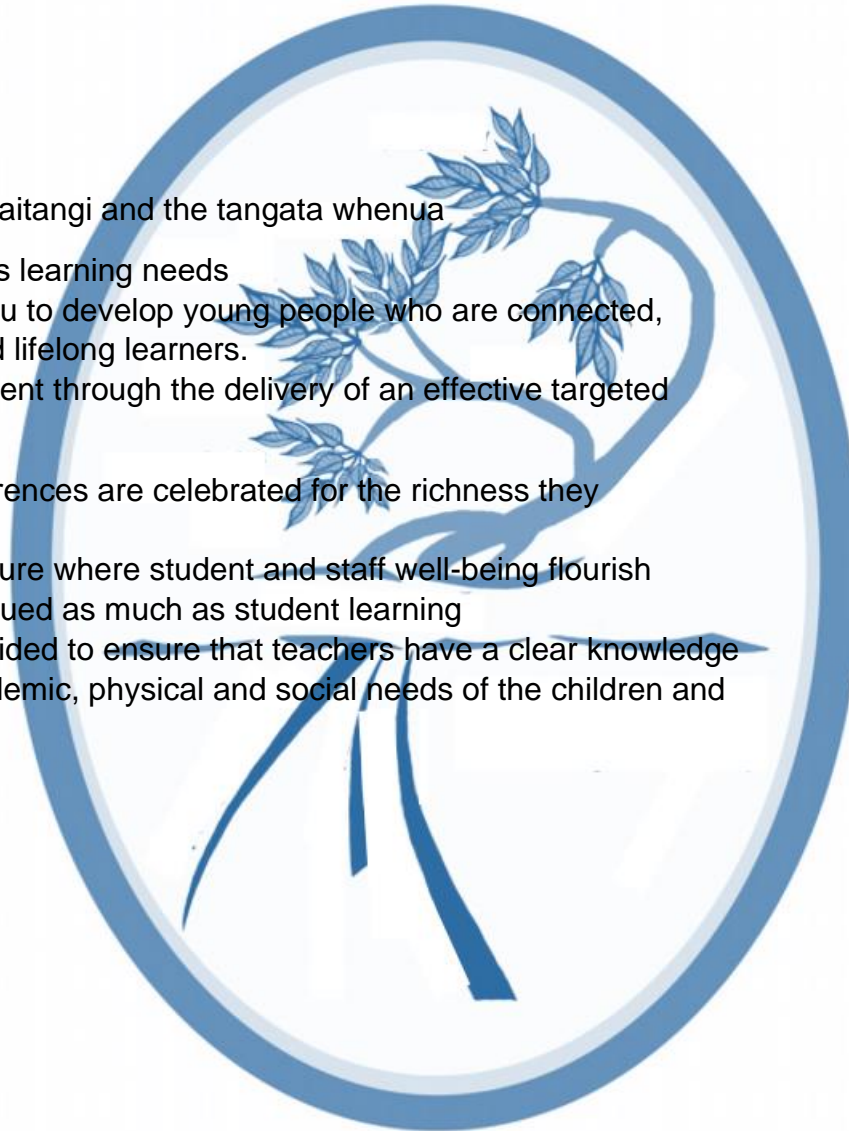 aitangi and the tangata whenua
s learning needs
u to develop young people who are connected,
d lifelong learners.
ent through the delivery of an effective targeted
rences are celebrated for the richness they
ure where student and staff well-being flourish
ued as much as student learning
ided to ensure that teachers have a clear knowledge
demic, physical and social needs of the children and